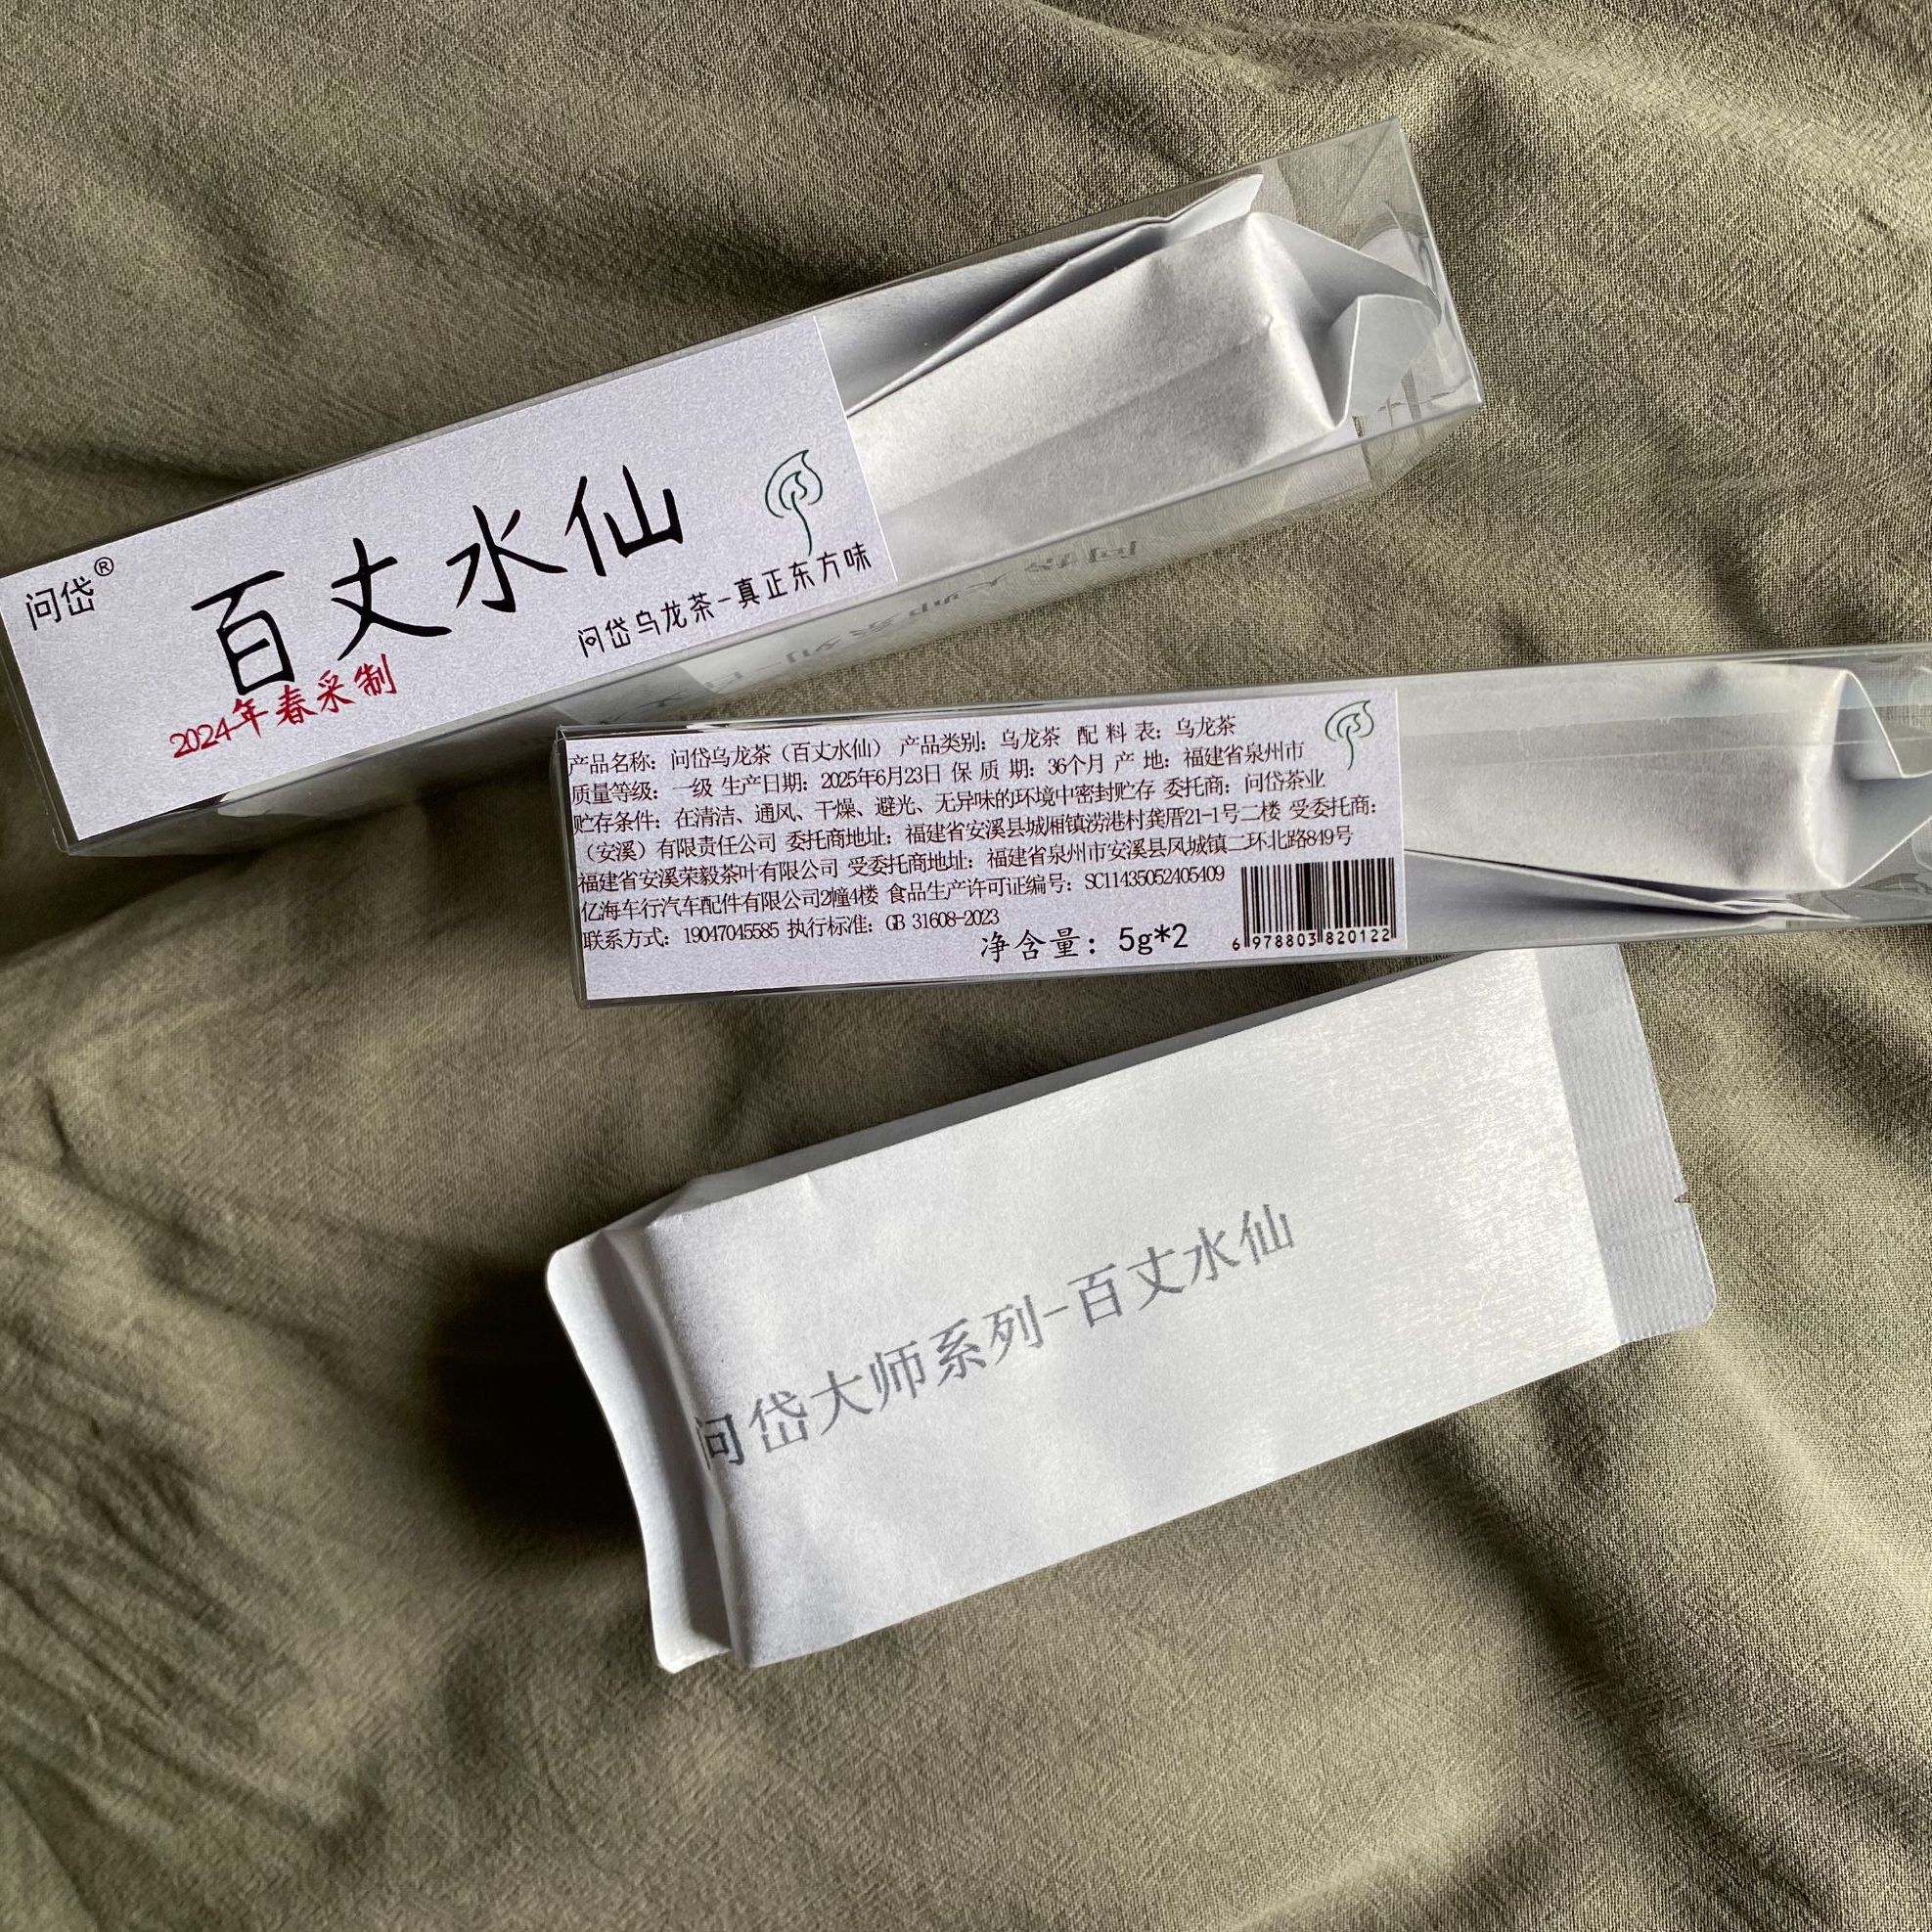 问岱®
百丈水仙
2024年春采制
问岱乌龙茶-真正东方味
产品名称：问岱乌龙茶（百丈水仙） 产品类别：乌龙茶 配 料 表：乌龙茶
质量等级：一级 生产日期：2025年6月23日 保 质 期：36个月 产 地：福建省泉州市
贮存条件：在清洁、通风、干燥、避光、无异味的环境中密封贮存 委托商：问岱茶业
（安溪）有限责任公司 委托商地址：福建省安溪县城厢镇涝港村龚厝21-1号二楼 受委托商：
福建省安溪荣毅茶叶有限公司 受委托商地址：福建省泉州市安溪县凤城镇二环北路849号
亿海车行汽车配件有限公司2幢4楼 食品生产许可证编号：SC11435052405409
联系方式：19047045585 执行标准：GB 31608-2023
净含量：5g*2
6 978803 820122
问岱大师系列-百丈水仙